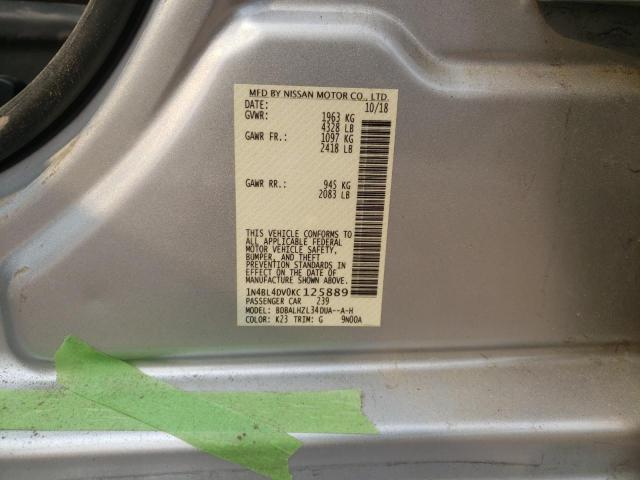 MFD BY NISSAN MOTOR CO., LTD.
DATE: 10/18
GVWR: 1963 KG
4328 LB
GAWR FR.: 1097 KG
2418 LB
GAWR RR.: 945 KG
2083 LB
THIS VEHICLE CONFORMS TO
ALL APPLICABLE FEDERAL
MOTOR VEHICLE SAFETY,
BUMPER, AND THEFT
PREVENTION STANDARDS IN
EFFECT ON THE DATE OF
MANUFACTURE SHOWN ABOVE.
1N4BL4DV0KC125889
PASSENGER CAR 239
MODEL: BDBALHZL34DUA--A-H
COLOR: K23 TRIM: G 9N00A